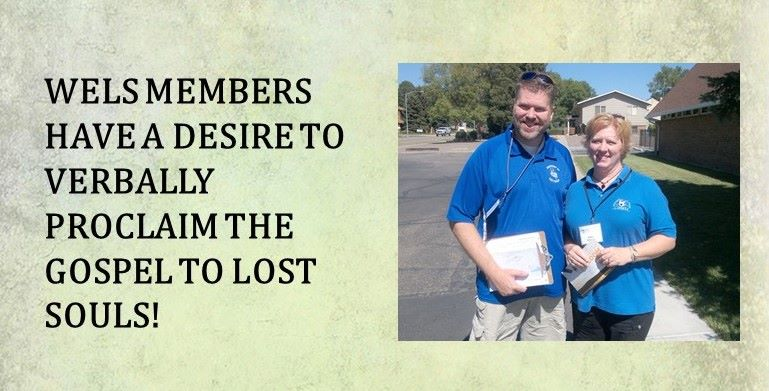 WELS MEMBERS
HAVE A DESIRE TO
VERBALLY
PROCLAIM THE
GOSPEL TO LOST
SOULS!